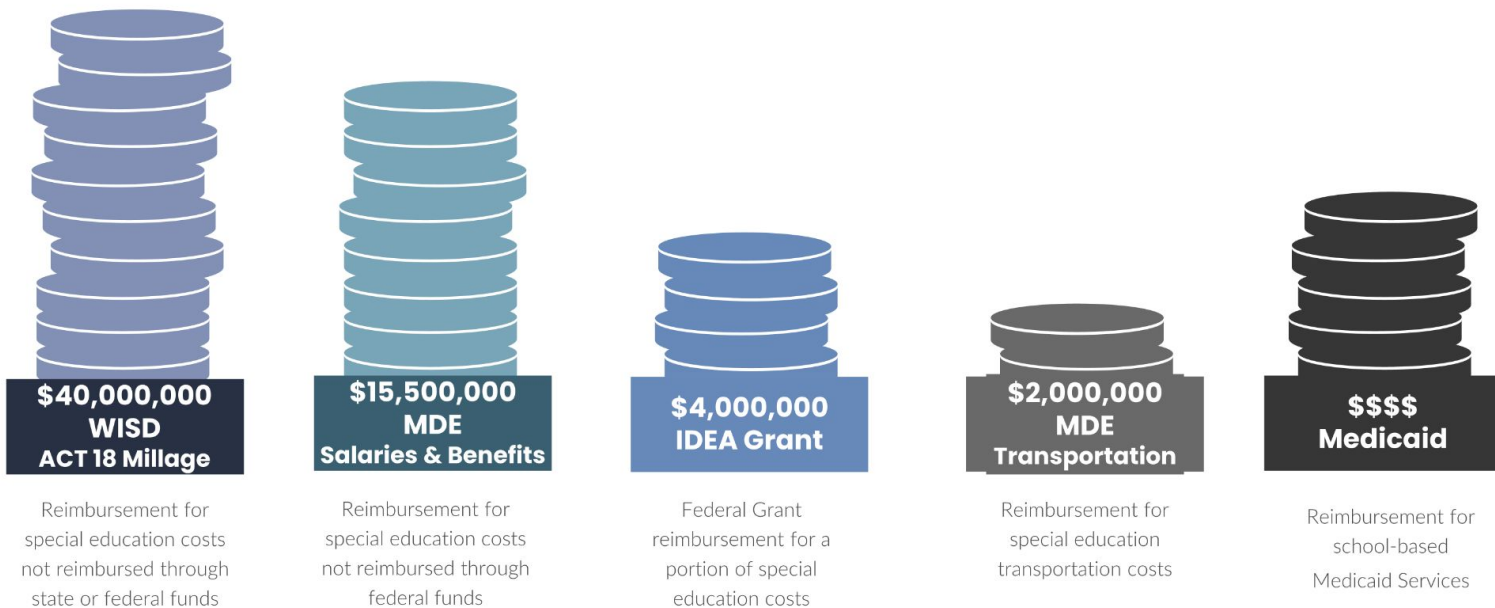 $40,000,000
WISD
ACT 18 Millage
Reimbursement for
special education costs
not reimbursed through
state or federal funds
$15,500,000
MDE
Salaries & Benefits
Reimbursement for
special education costs
not reimbursed through
federal funds
$4,000,000
IDEA Grant
Federal Grant
reimbursement for a
portion of special
education costs
$2,000,000
MDE
Transportation
Reimbursement for
special education
transportation costs
$$$$
Medicaid
Reimbursement for
school-based
Medicaid Services